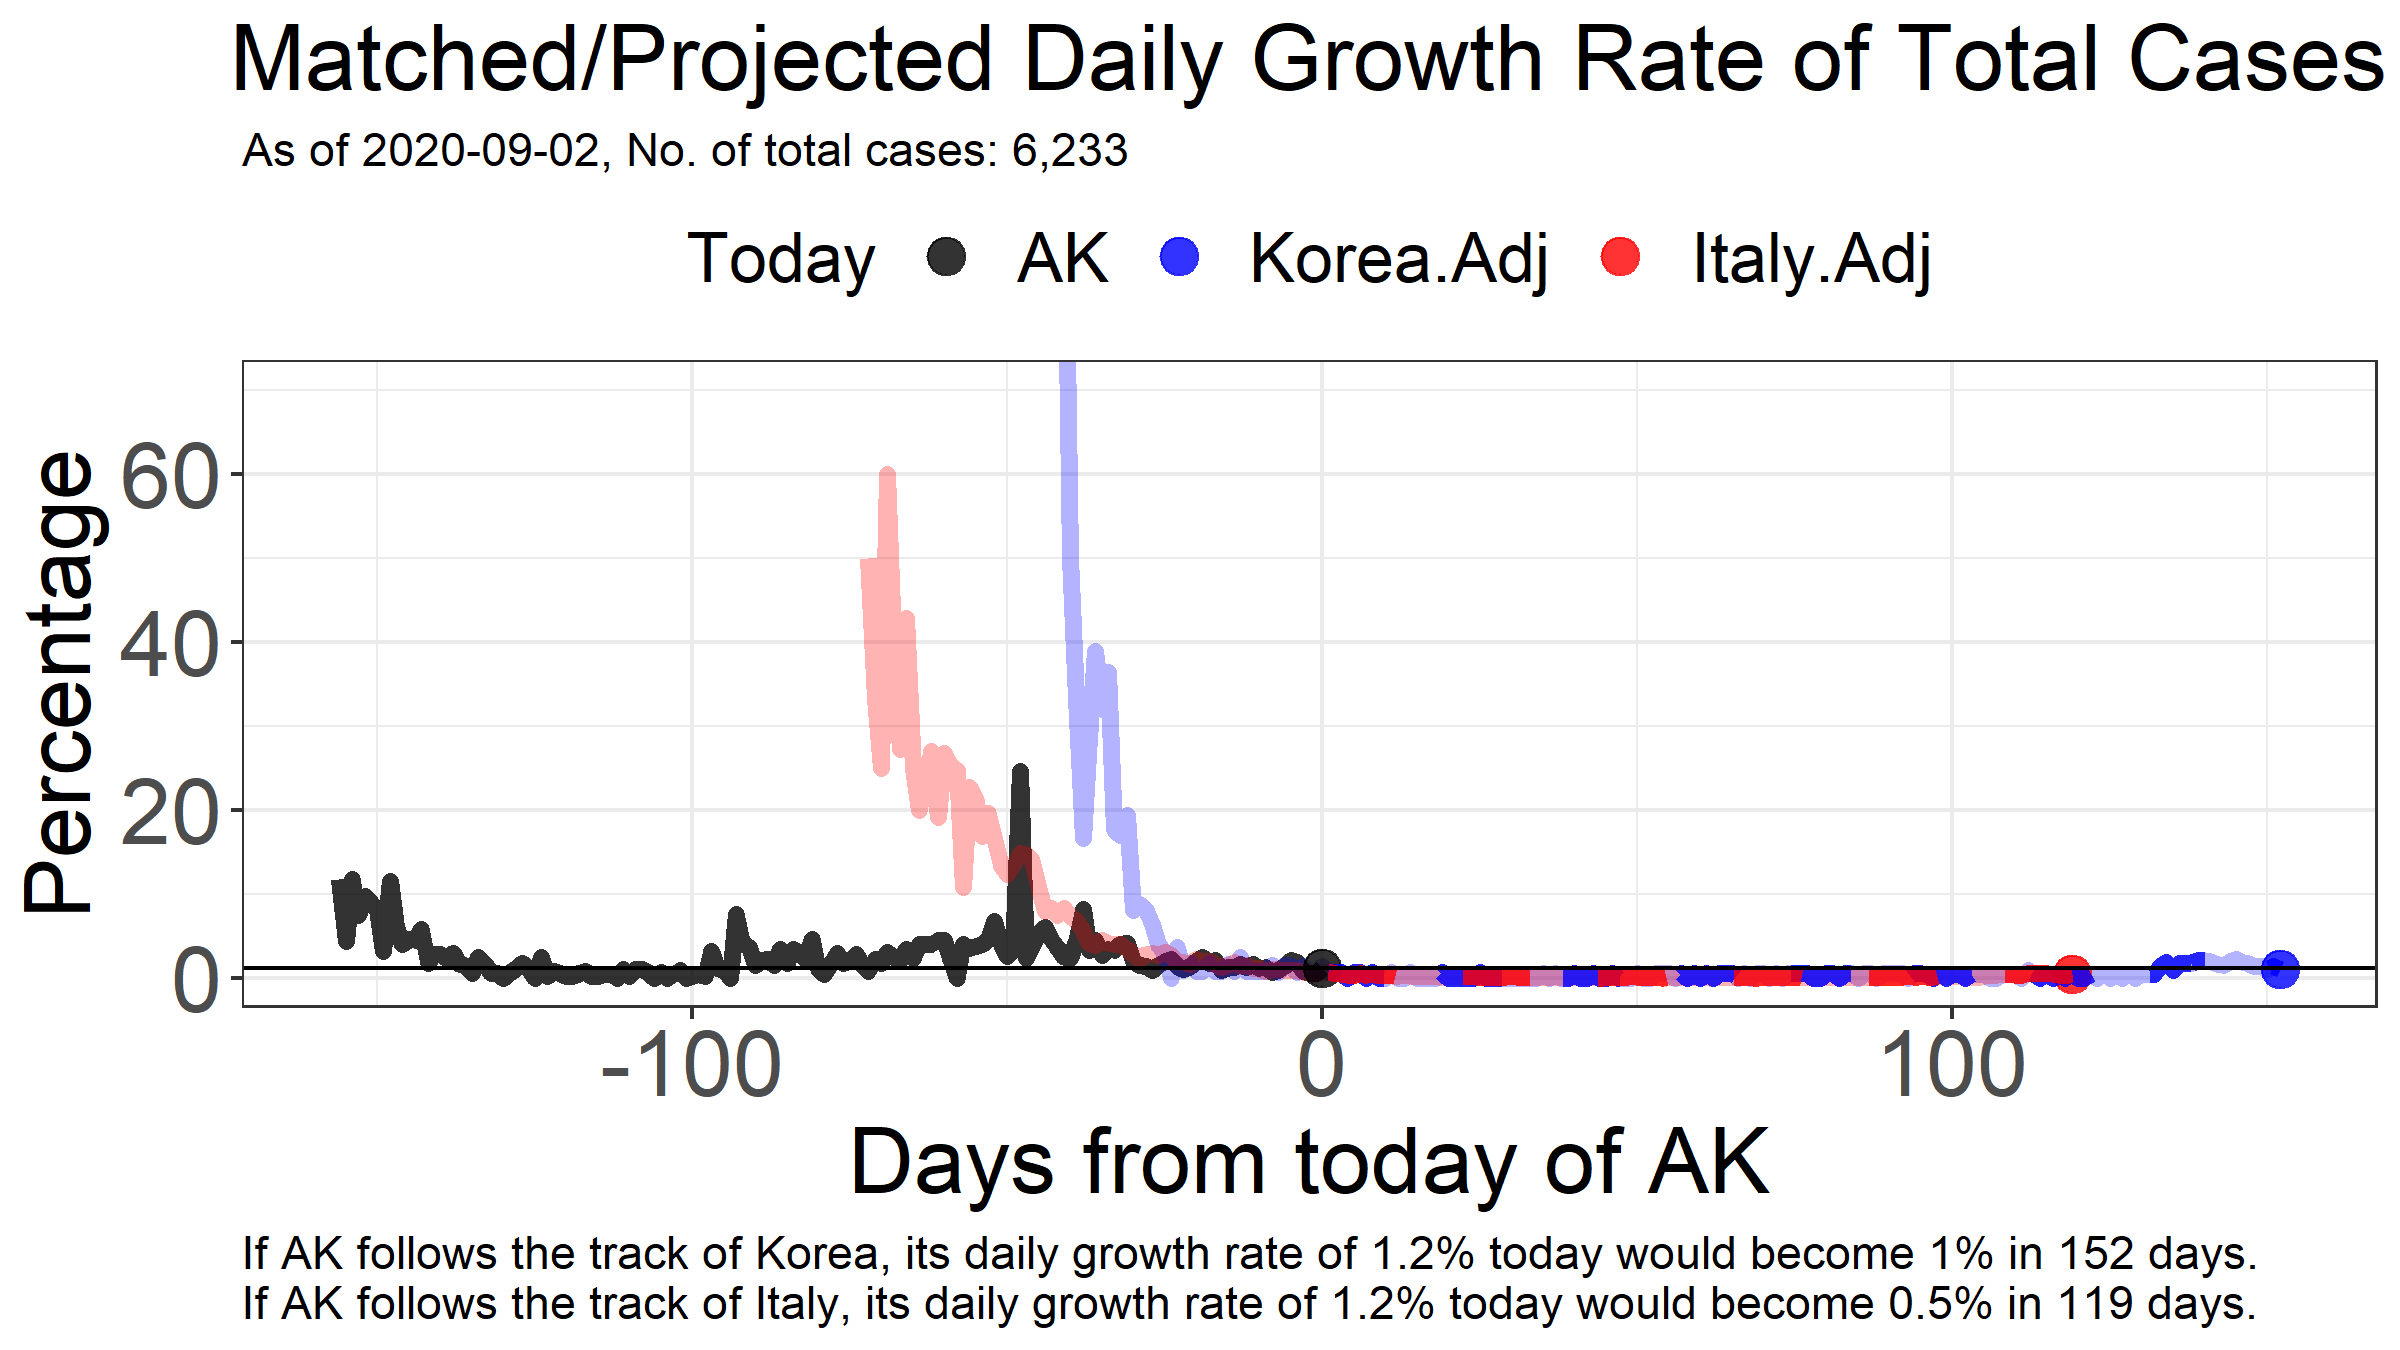 Matched/Projected Daily Growth Rate of Total Cases
As of 2020-09-02, No. of total cases: 6,233
Today AK Korea.Adj Italy.Adj
Percentage
60
40
20
0
-100 0 100
Days from today of AK
If AK follows the track of Korea, its daily growth rate of 1.2% today would become 1% in 152 days.
If AK follows the track of Italy, its daily growth rate of 1.2% today would become 0.5% in 119 days.